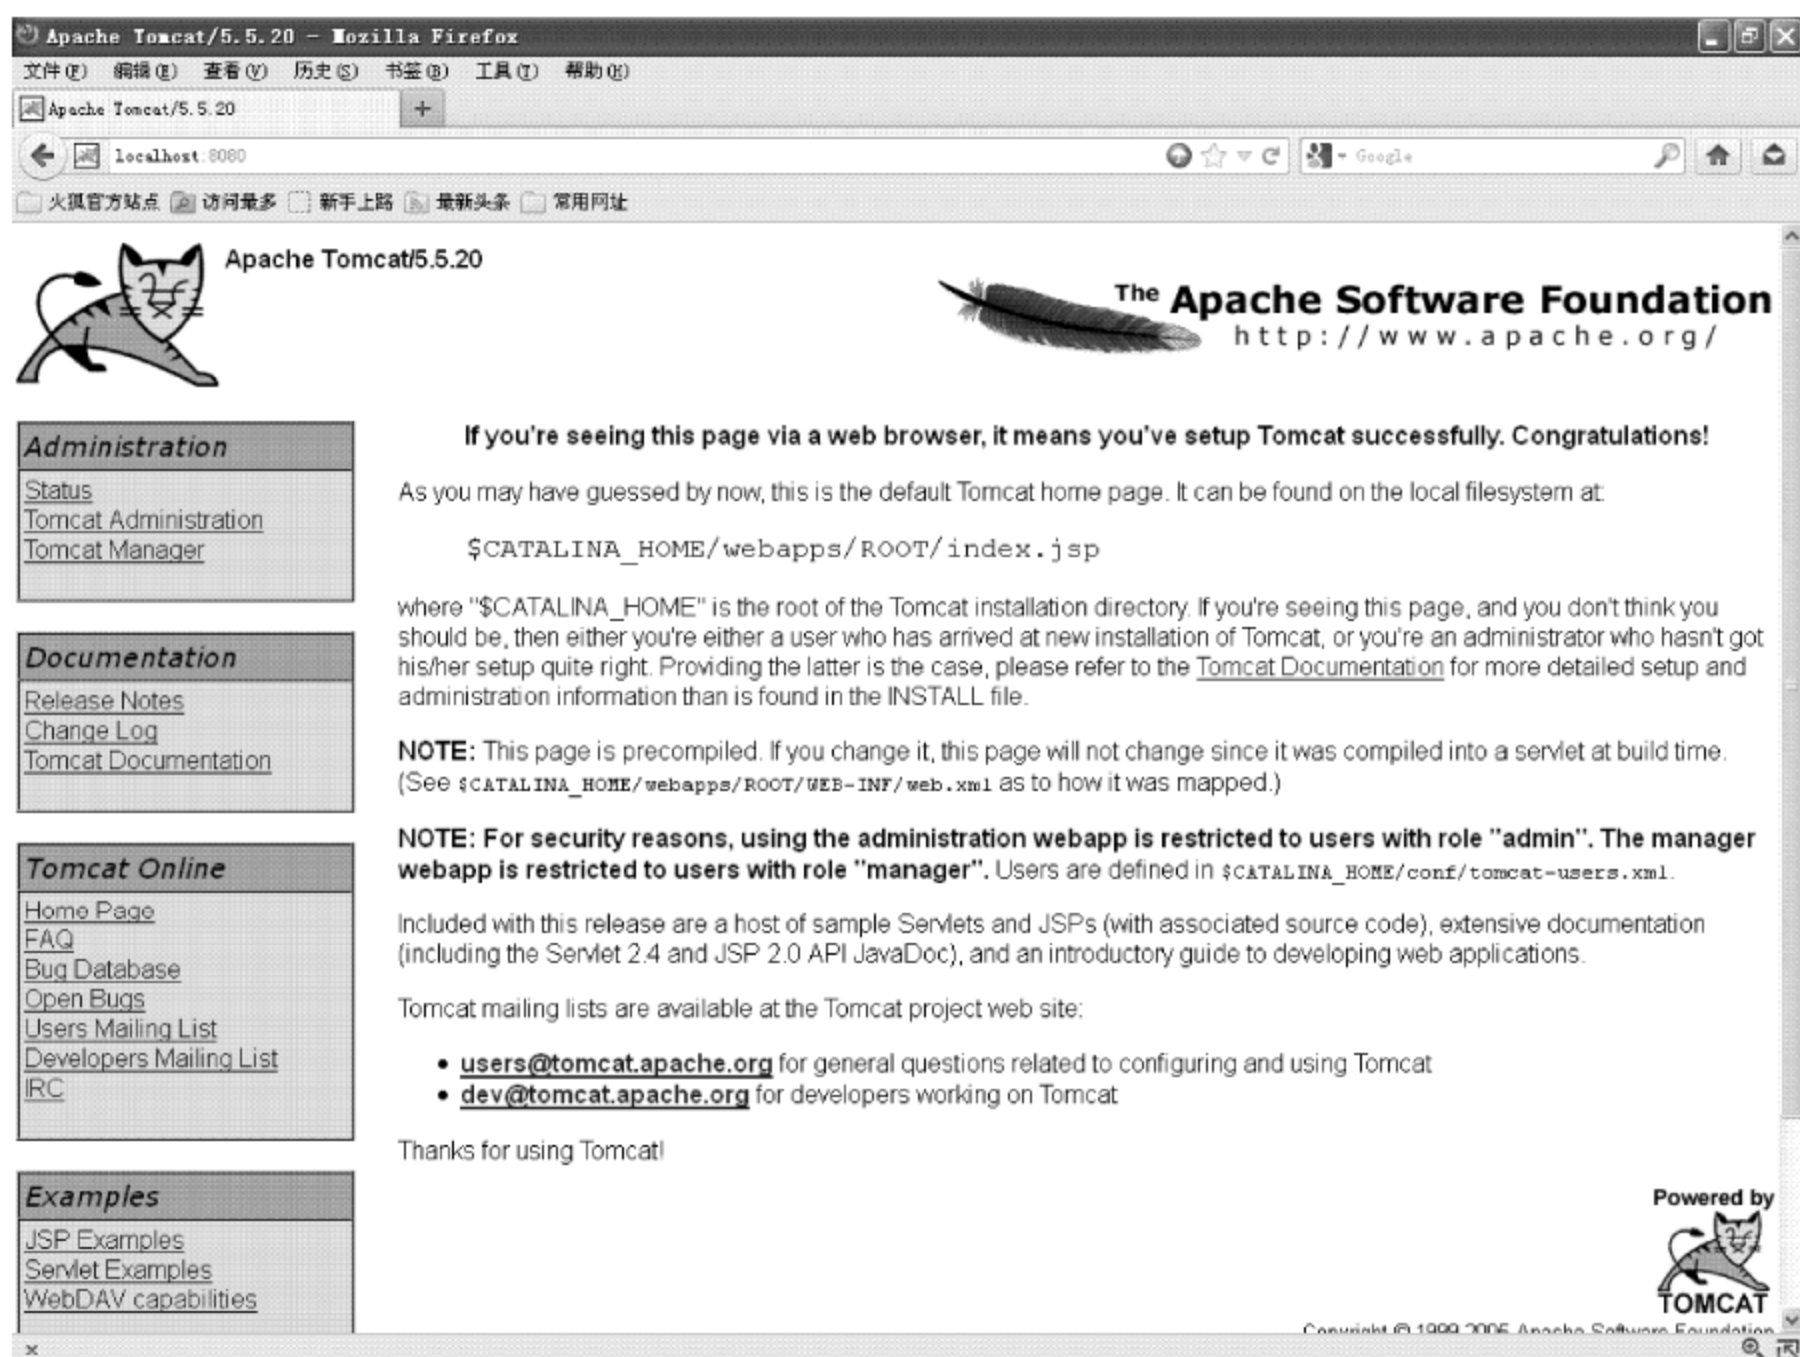 Apache Tomcat/5.5.20 - Mozilla Firefox
文件(F) 编辑(E) 查看(V) 历史(S) 书签(B) 工具(T) 帮助(H)
Apache Tomcat/5.5.20 +
localhost:8080 Google
火狐官方站点 访问最多 新手上路 最新头条 常用网址
Apache Tomcat/5.5.20
The Apache Software Foundation
http://www.apache.org/
Administration
Status
Tomcat Administration
Tomcat Manager
Documentation
Release Notes
Change Log
Tomcat Documentation
Tomcat Online
Home Page
FAQ
Bug Database
Open Bugs
Users Mailing List
Developers Mailing List
IRC
Examples
JSP Examples
Servlet Examples
WebDAV capabilities
If you're seeing this page via a web browser, it means you've setup Tomcat successfully. Congratulations!
As you may have guessed by now, this is the default Tomcat home page. It can be found on the local filesystem at:
$CATALINA_HOME/webapps/ROOT/index.jsp
where "$CATALINA_HOME" is the root of the Tomcat installation directory. If you're seeing this page, and you don't think you
should be, then either you're either a user who has arrived at new installation of Tomcat, or you're an administrator who hasn't got
his/her setup quite right. Providing the latter is the case, please refer to the Tomcat Documentation for more detailed setup and
administration information than is found in the INSTALL file.
NOTE: This page is precompiled. If you change it, this page will not change since it was compiled into a servlet at build time.
(See $CATALINA_HOME/webapps/ROOT/WEB-INF/web.xml as to how it was mapped.)
NOTE: For security reasons, using the administration webapp is restricted to users with role "admin". The manager
webapp is restricted to users with role "manager". Users are defined in $CATALINA_HOME/conf/tomcat-users.xml.
Included with this release are a host of sample Servlets and JSPs (with associated source code), extensive documentation
(including the Servlet 2.4 and JSP 2.0 API JavaDoc), and an introductory guide to developing web applications.
Tomcat mailing lists are available at the Tomcat project web site:
• users@tomcat.apache.org for general questions related to configuring and using Tomcat
• dev@tomcat.apache.org for developers working on Tomcat
Thanks for using Tomcat!
Powered by
TOMCAT
Copyright © 1999-2005 Apache Software Foundation